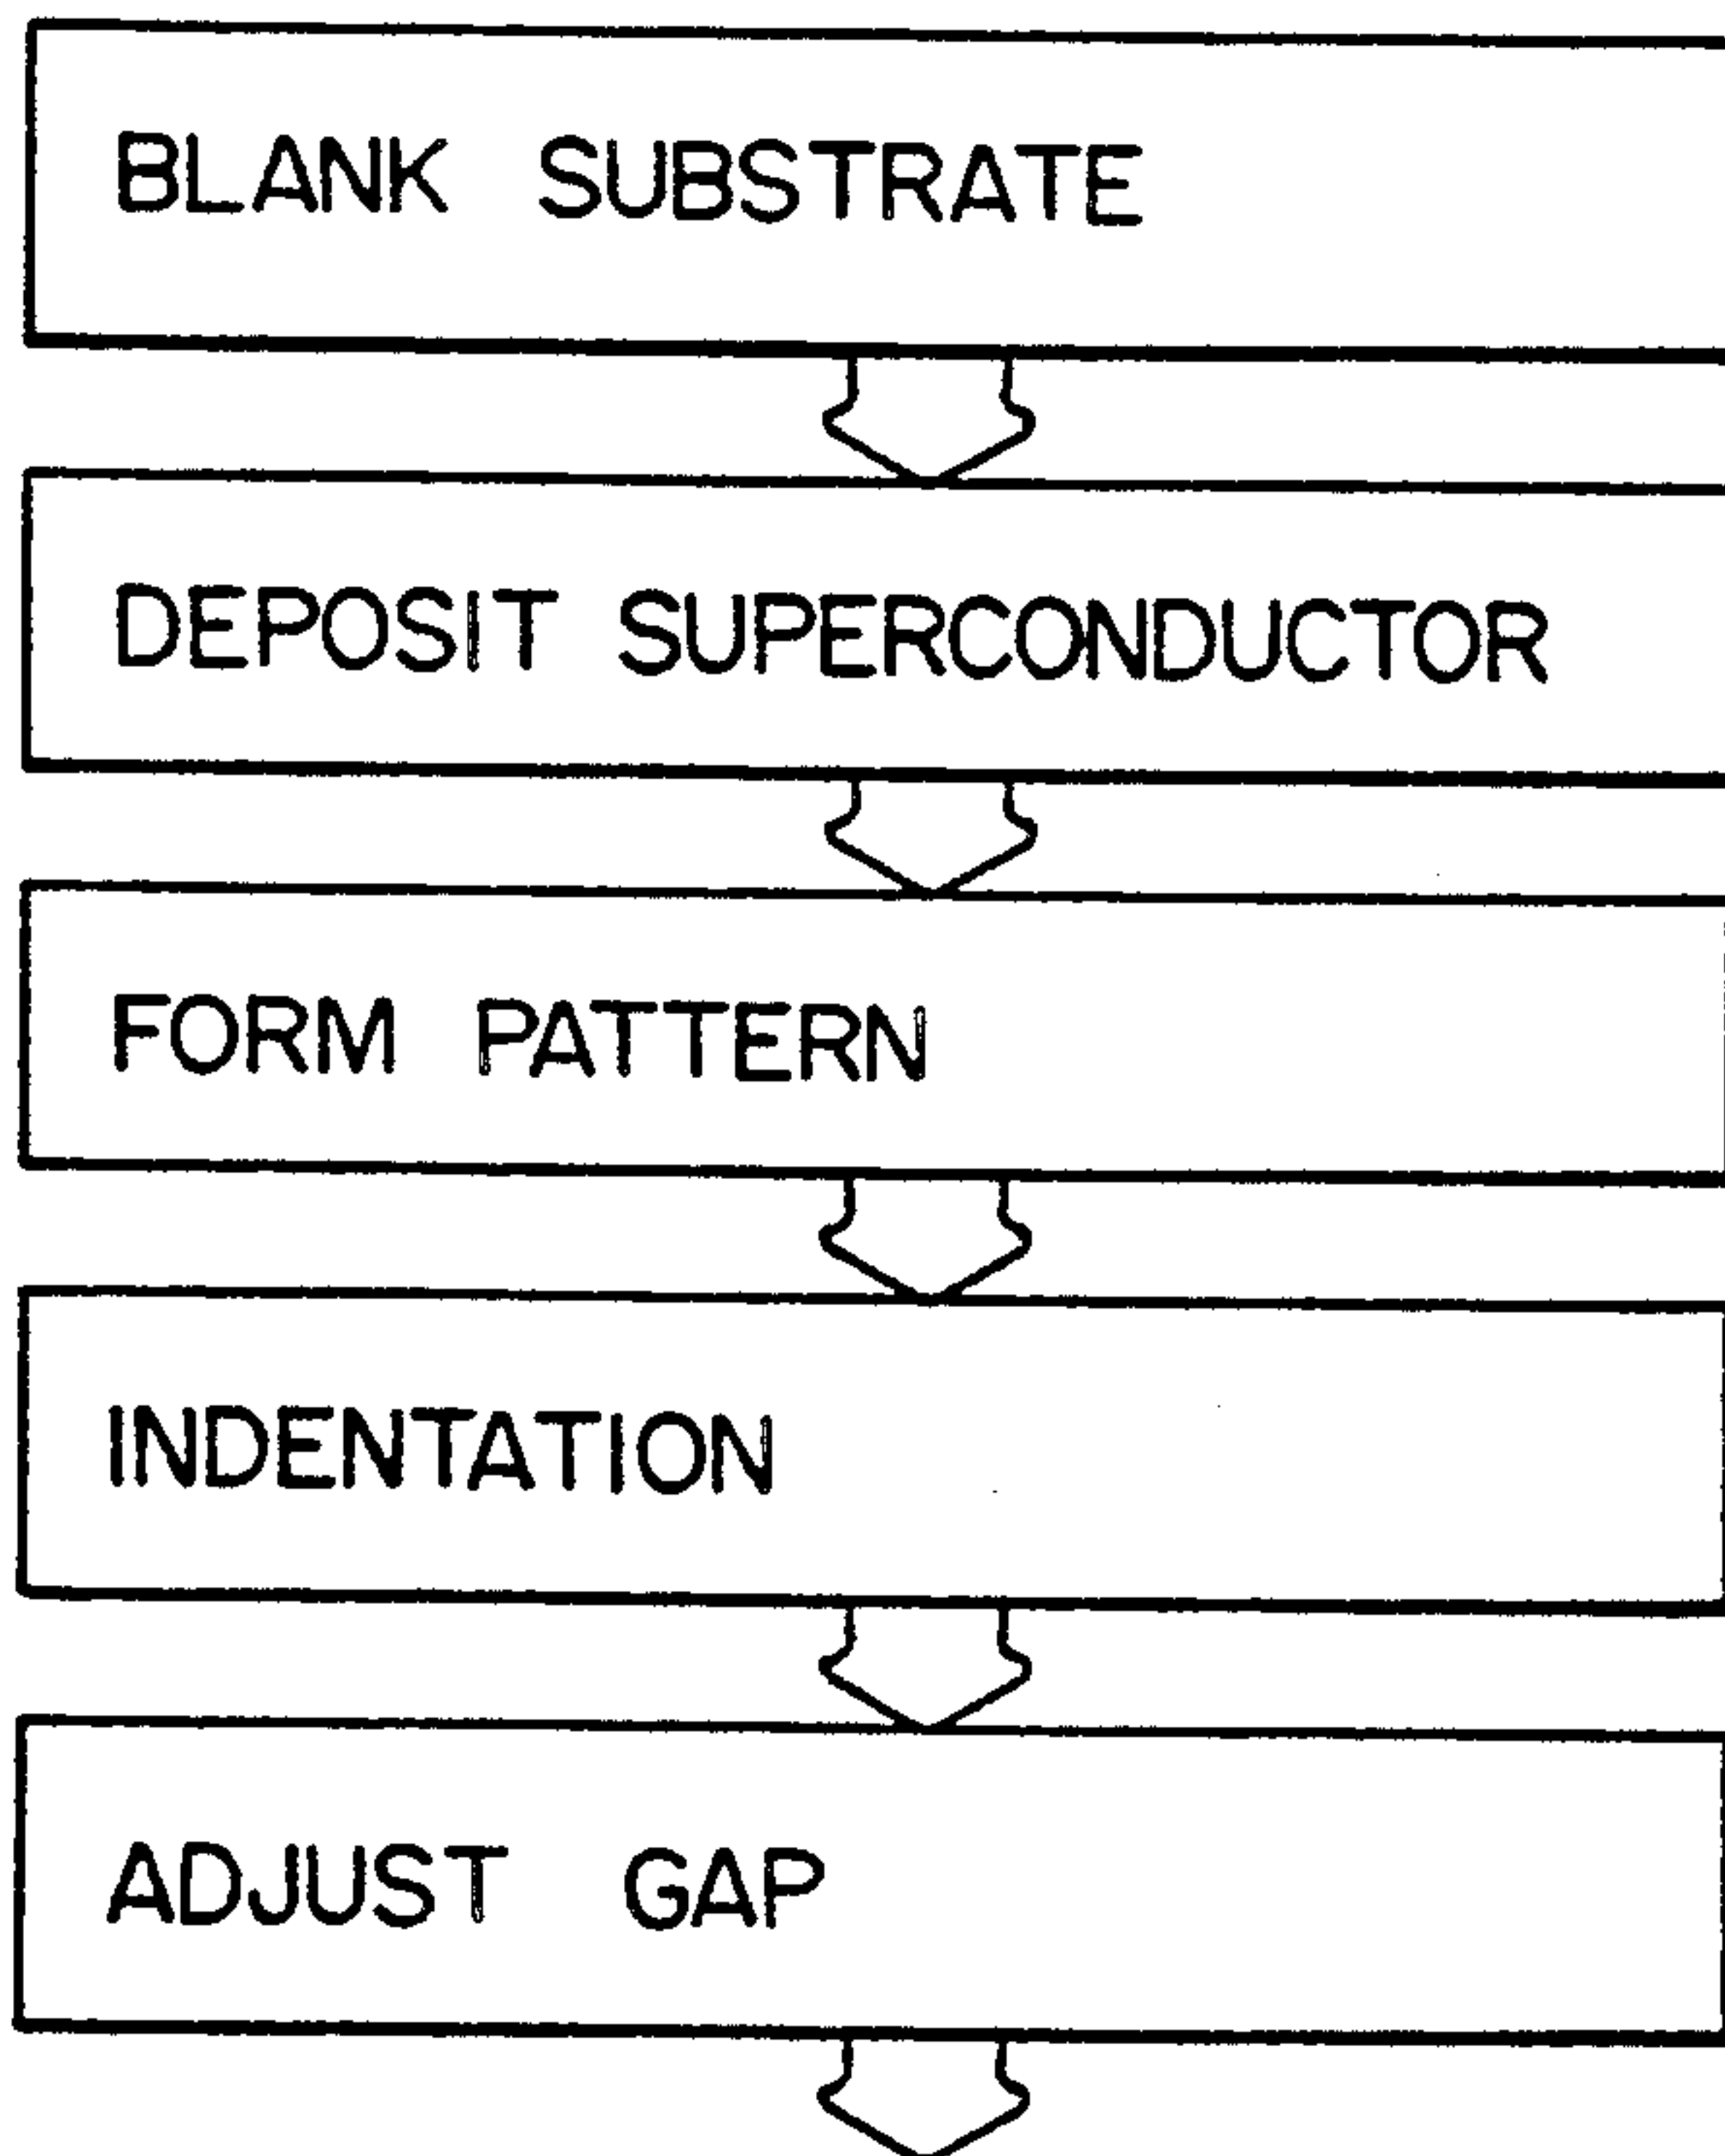 BLANK SUBSTRATE
DEPOSIT SUPERCONDUCTOR
FORM PATTERN
INDENTATION
ADJUST GAP